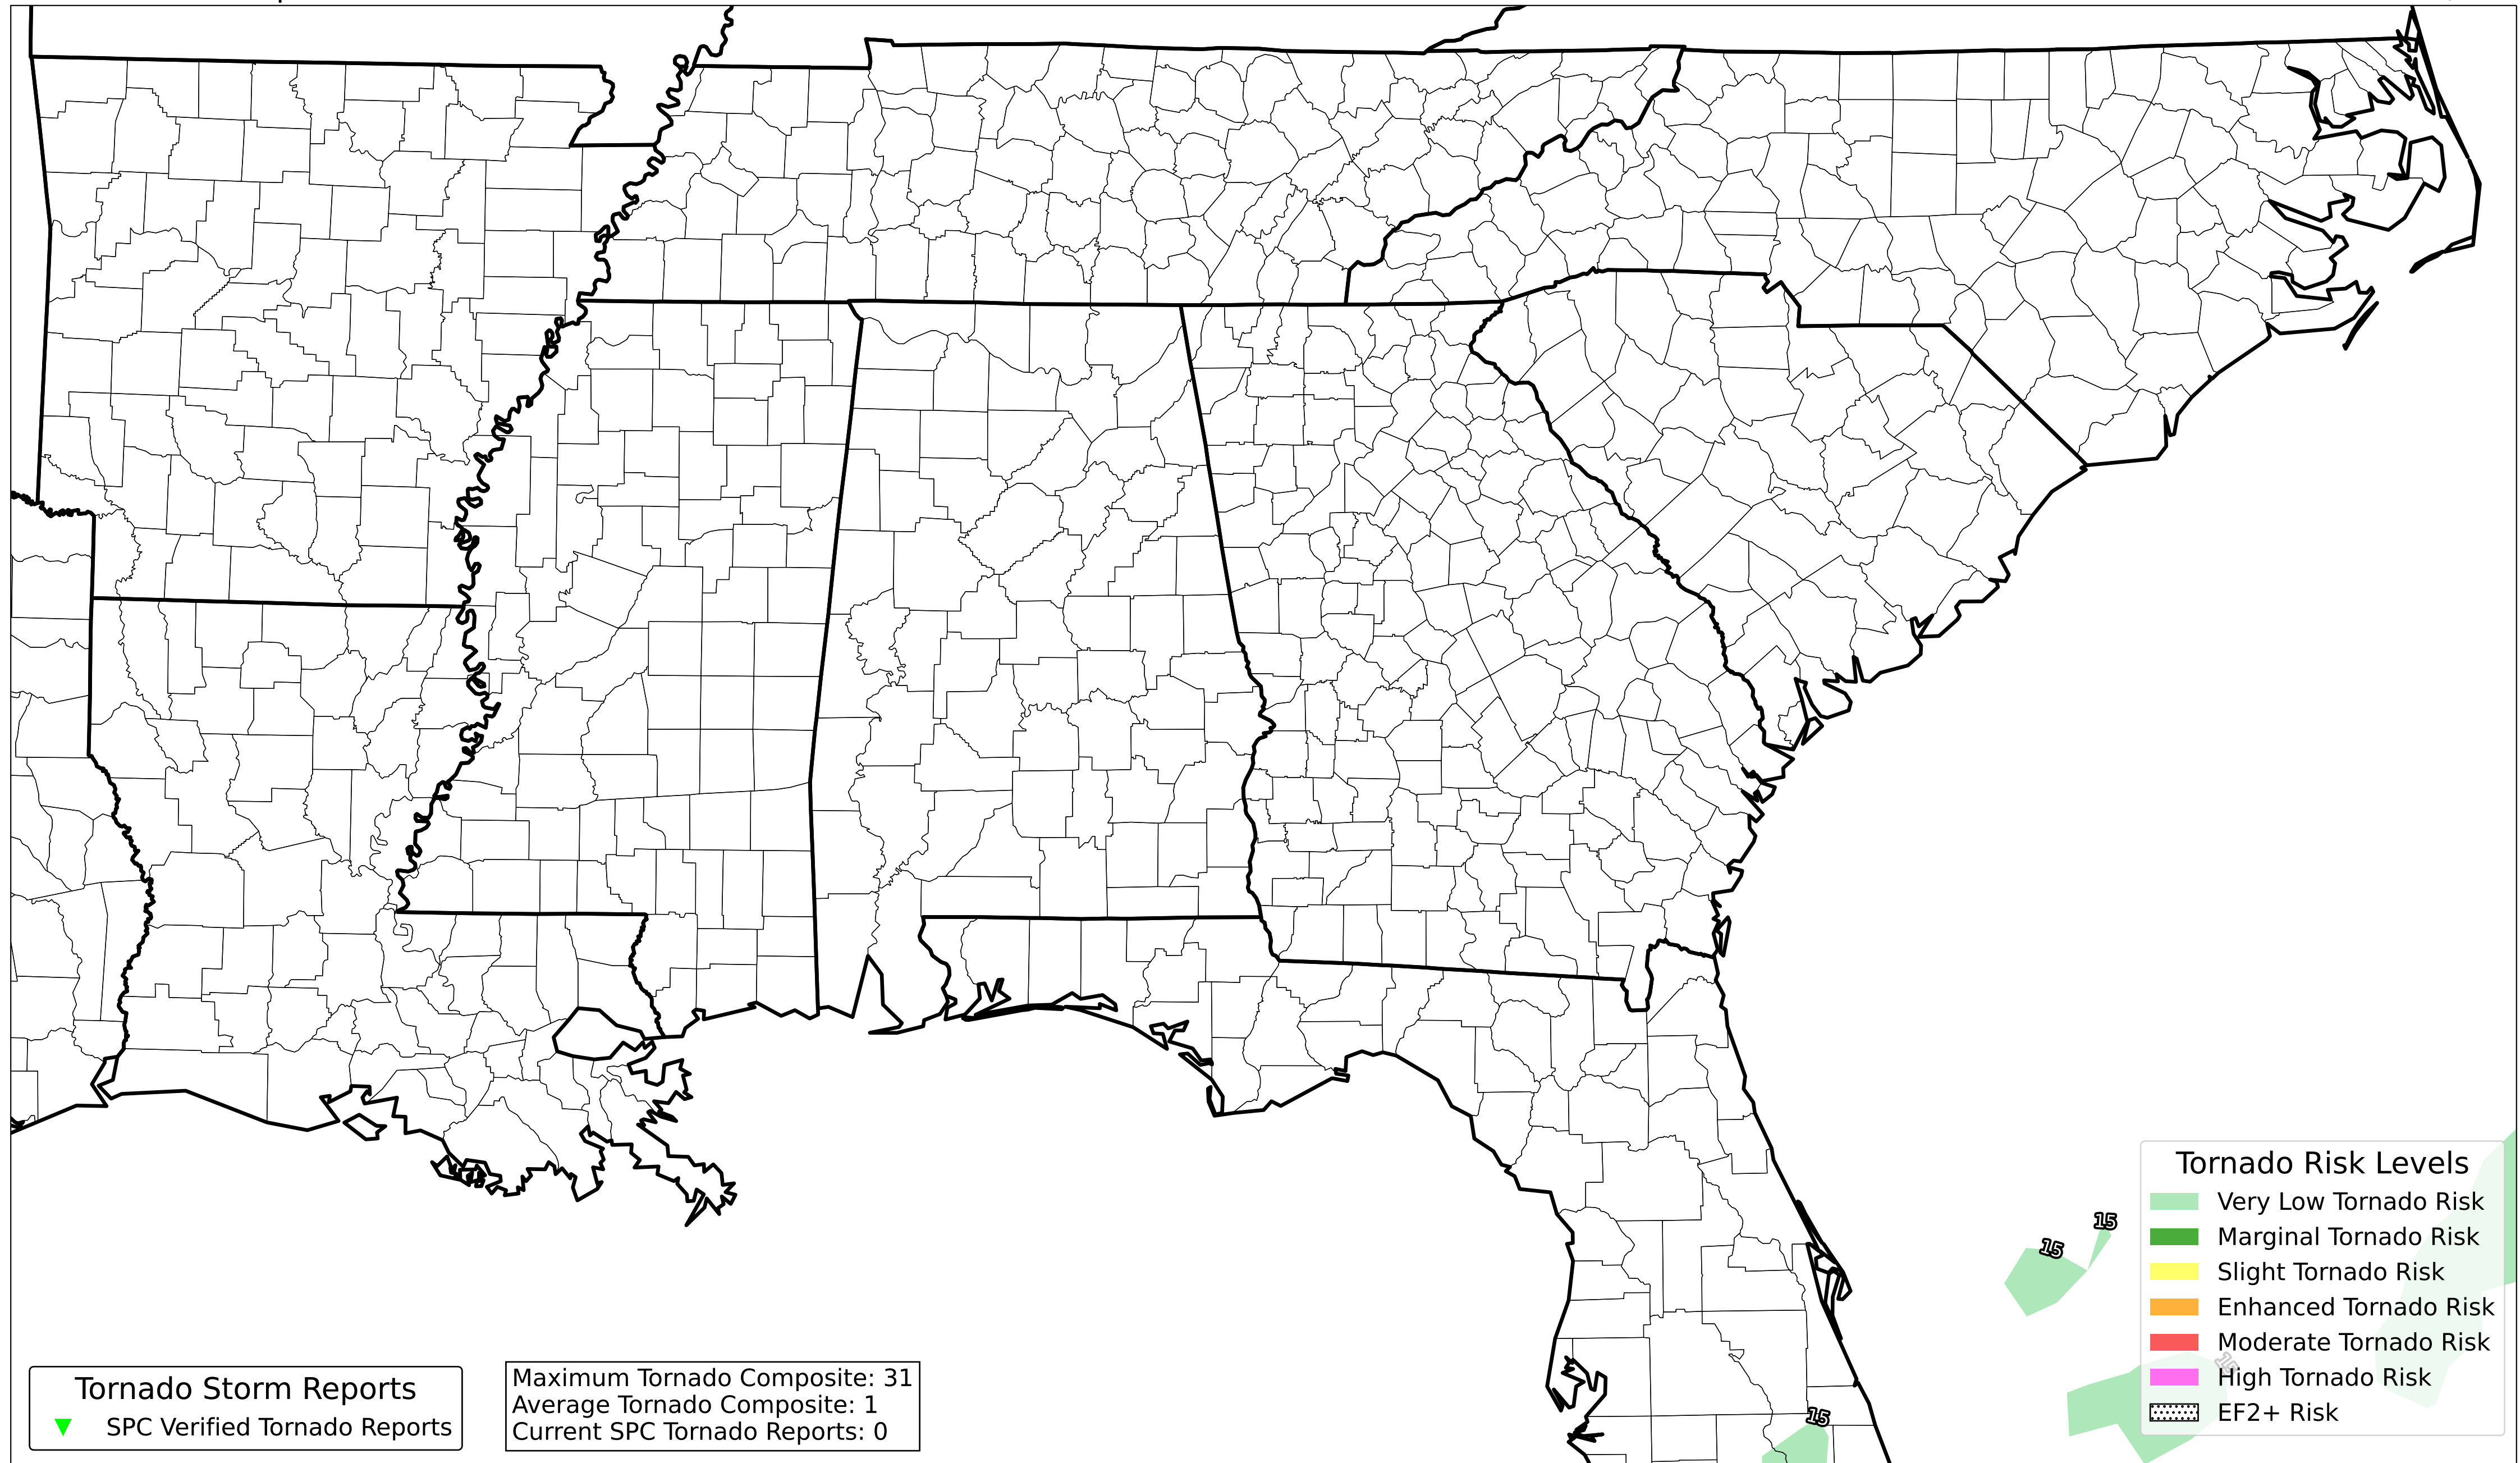 15
15
15
15
Tornado Risk Levels
Very Low Tornado Risk
Marginal Tornado Risk
Slight Tornado Risk
Enhanced Tornado Risk
Moderate Tornado Risk
High Tornado Risk
EF2+ Risk
Tornado Storm Reports
SPC Verified Tornado Reports
Maximum Tornado Composite: 31
Average Tornado Composite: 1
Current SPC Tornado Reports: 0